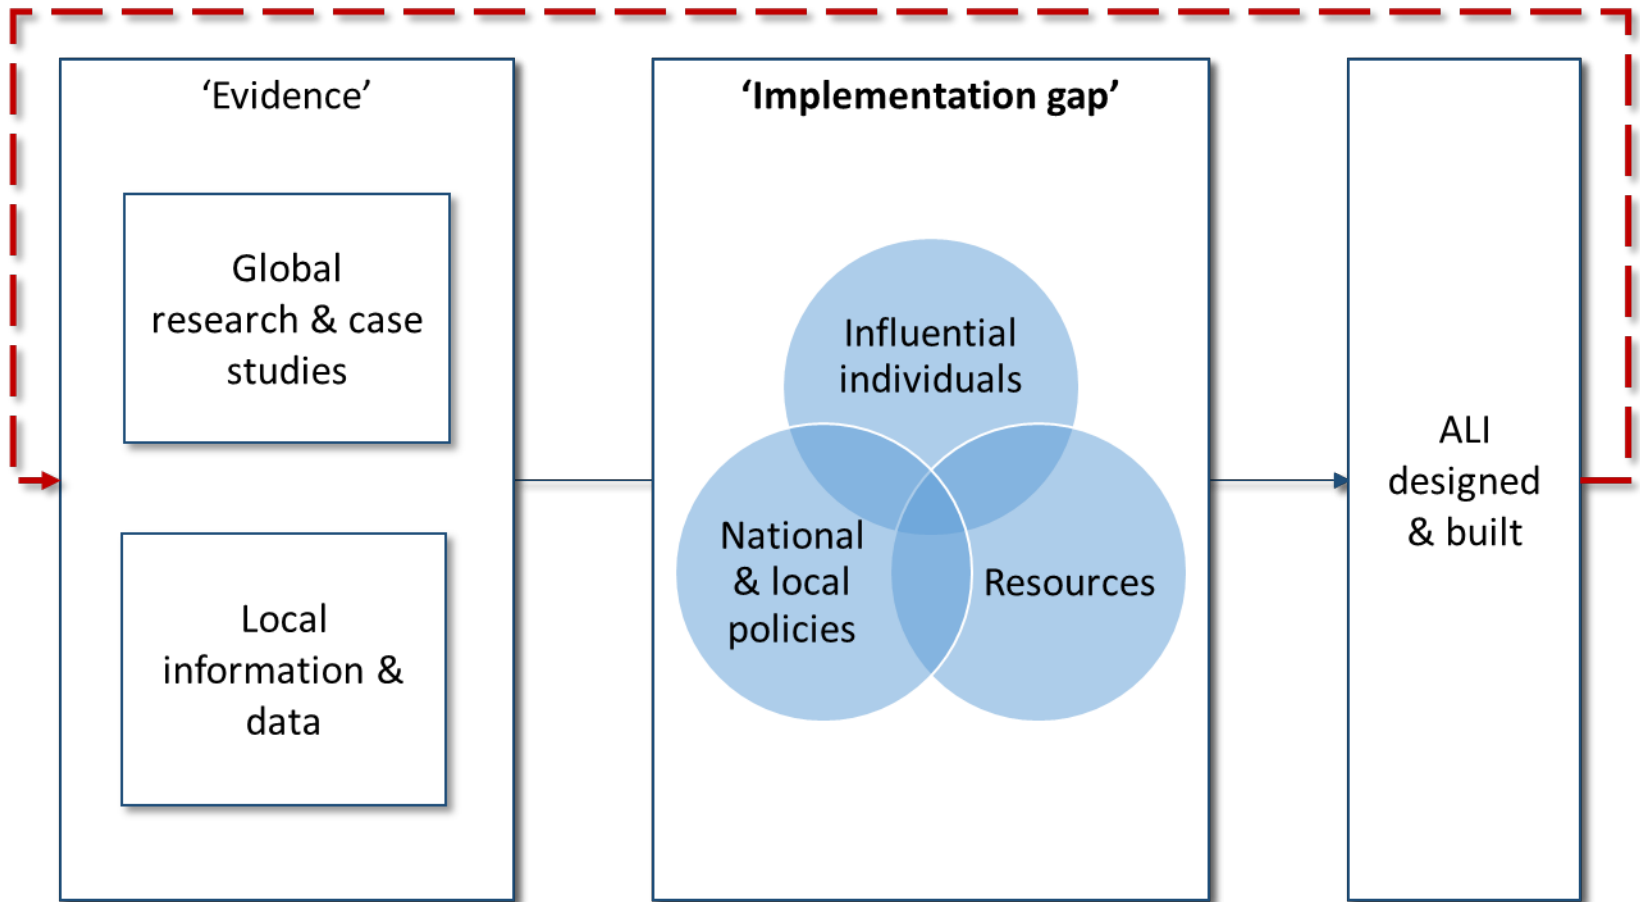 ‘Evidence’
Global
research & case
studies
Local
information &
data
‘Implementation gap’
Influential
individuals
National
& local
policies
Resources
ALI
designed
& built